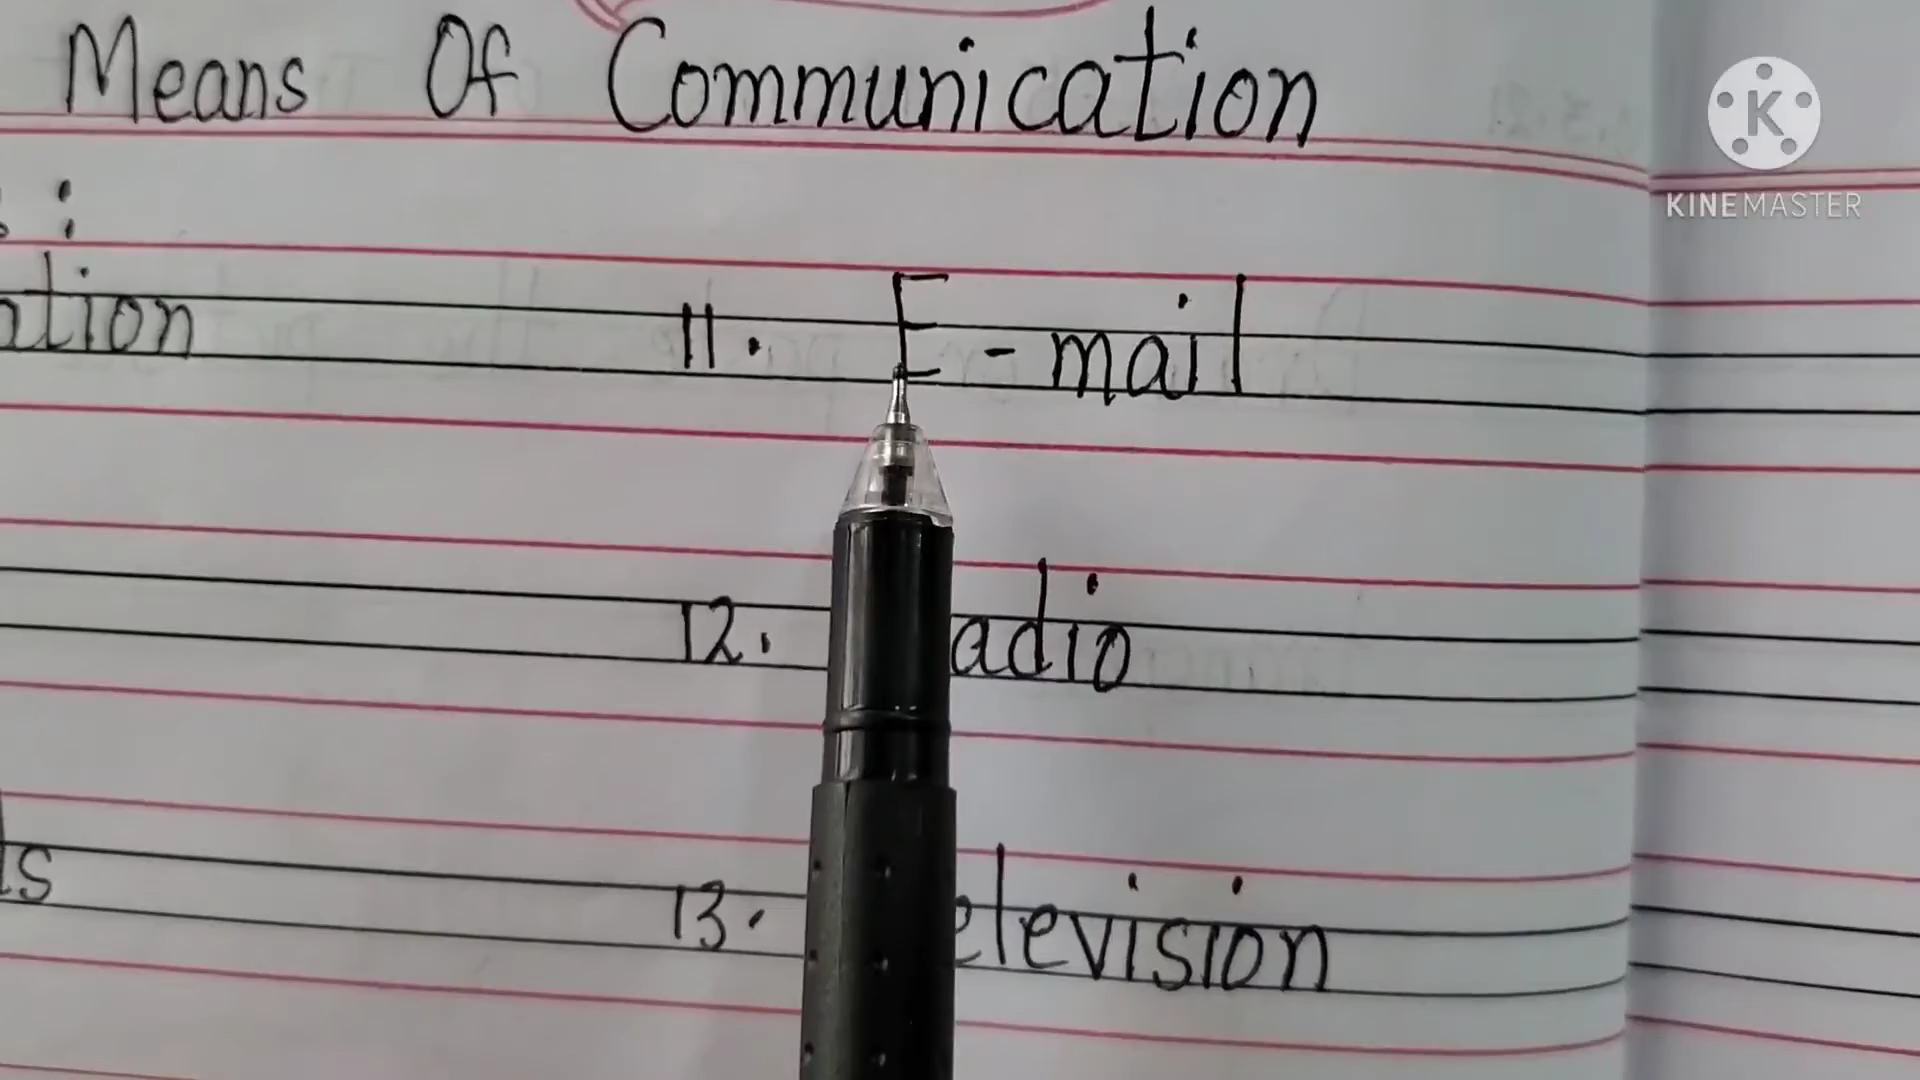 Means Of Communication
11. E-mail
12. adio
13. elevision
KINEMASTER